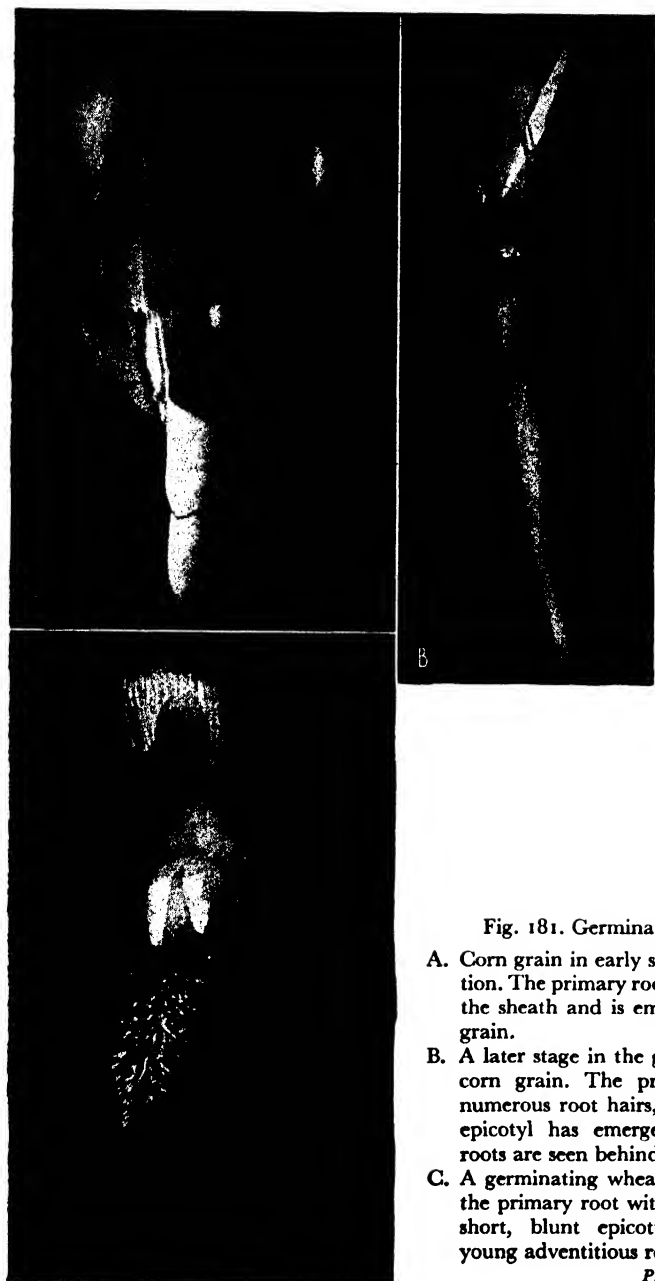 B
Fig. 181. Germina
A. Corn grain in early s
tion. The primary roo
the sheath and is em
grain.
B. A later stage in the g
corn grain. The pr
numerous root hairs,
epicotyl has emerge
roots are seen behind
C. A germinating whea
the primary root wit
short, blunt epicot
young adventitious r
P